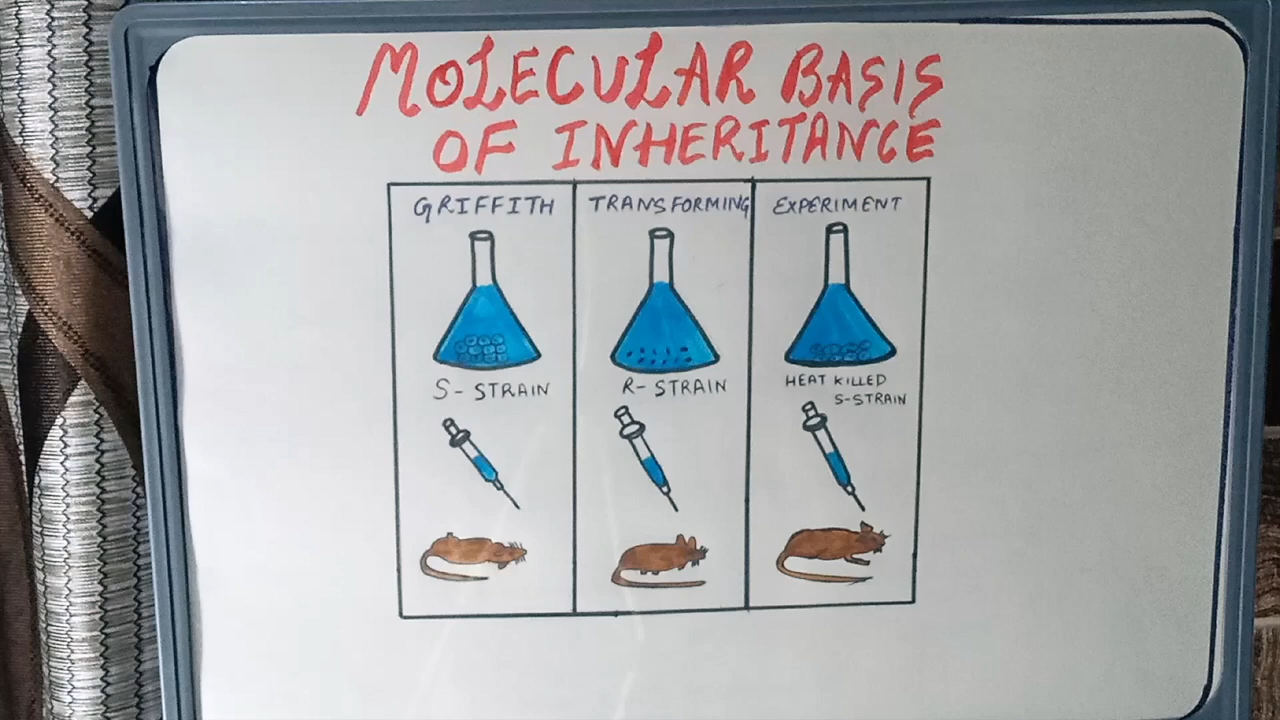 MOLECULAR BASIS
OF INHERITANCE
GRIFFITH TRANSFORMING EXPERIMENT
S- STRAIN
R- STRAIN
HEAT KILLED
S-STRAIN